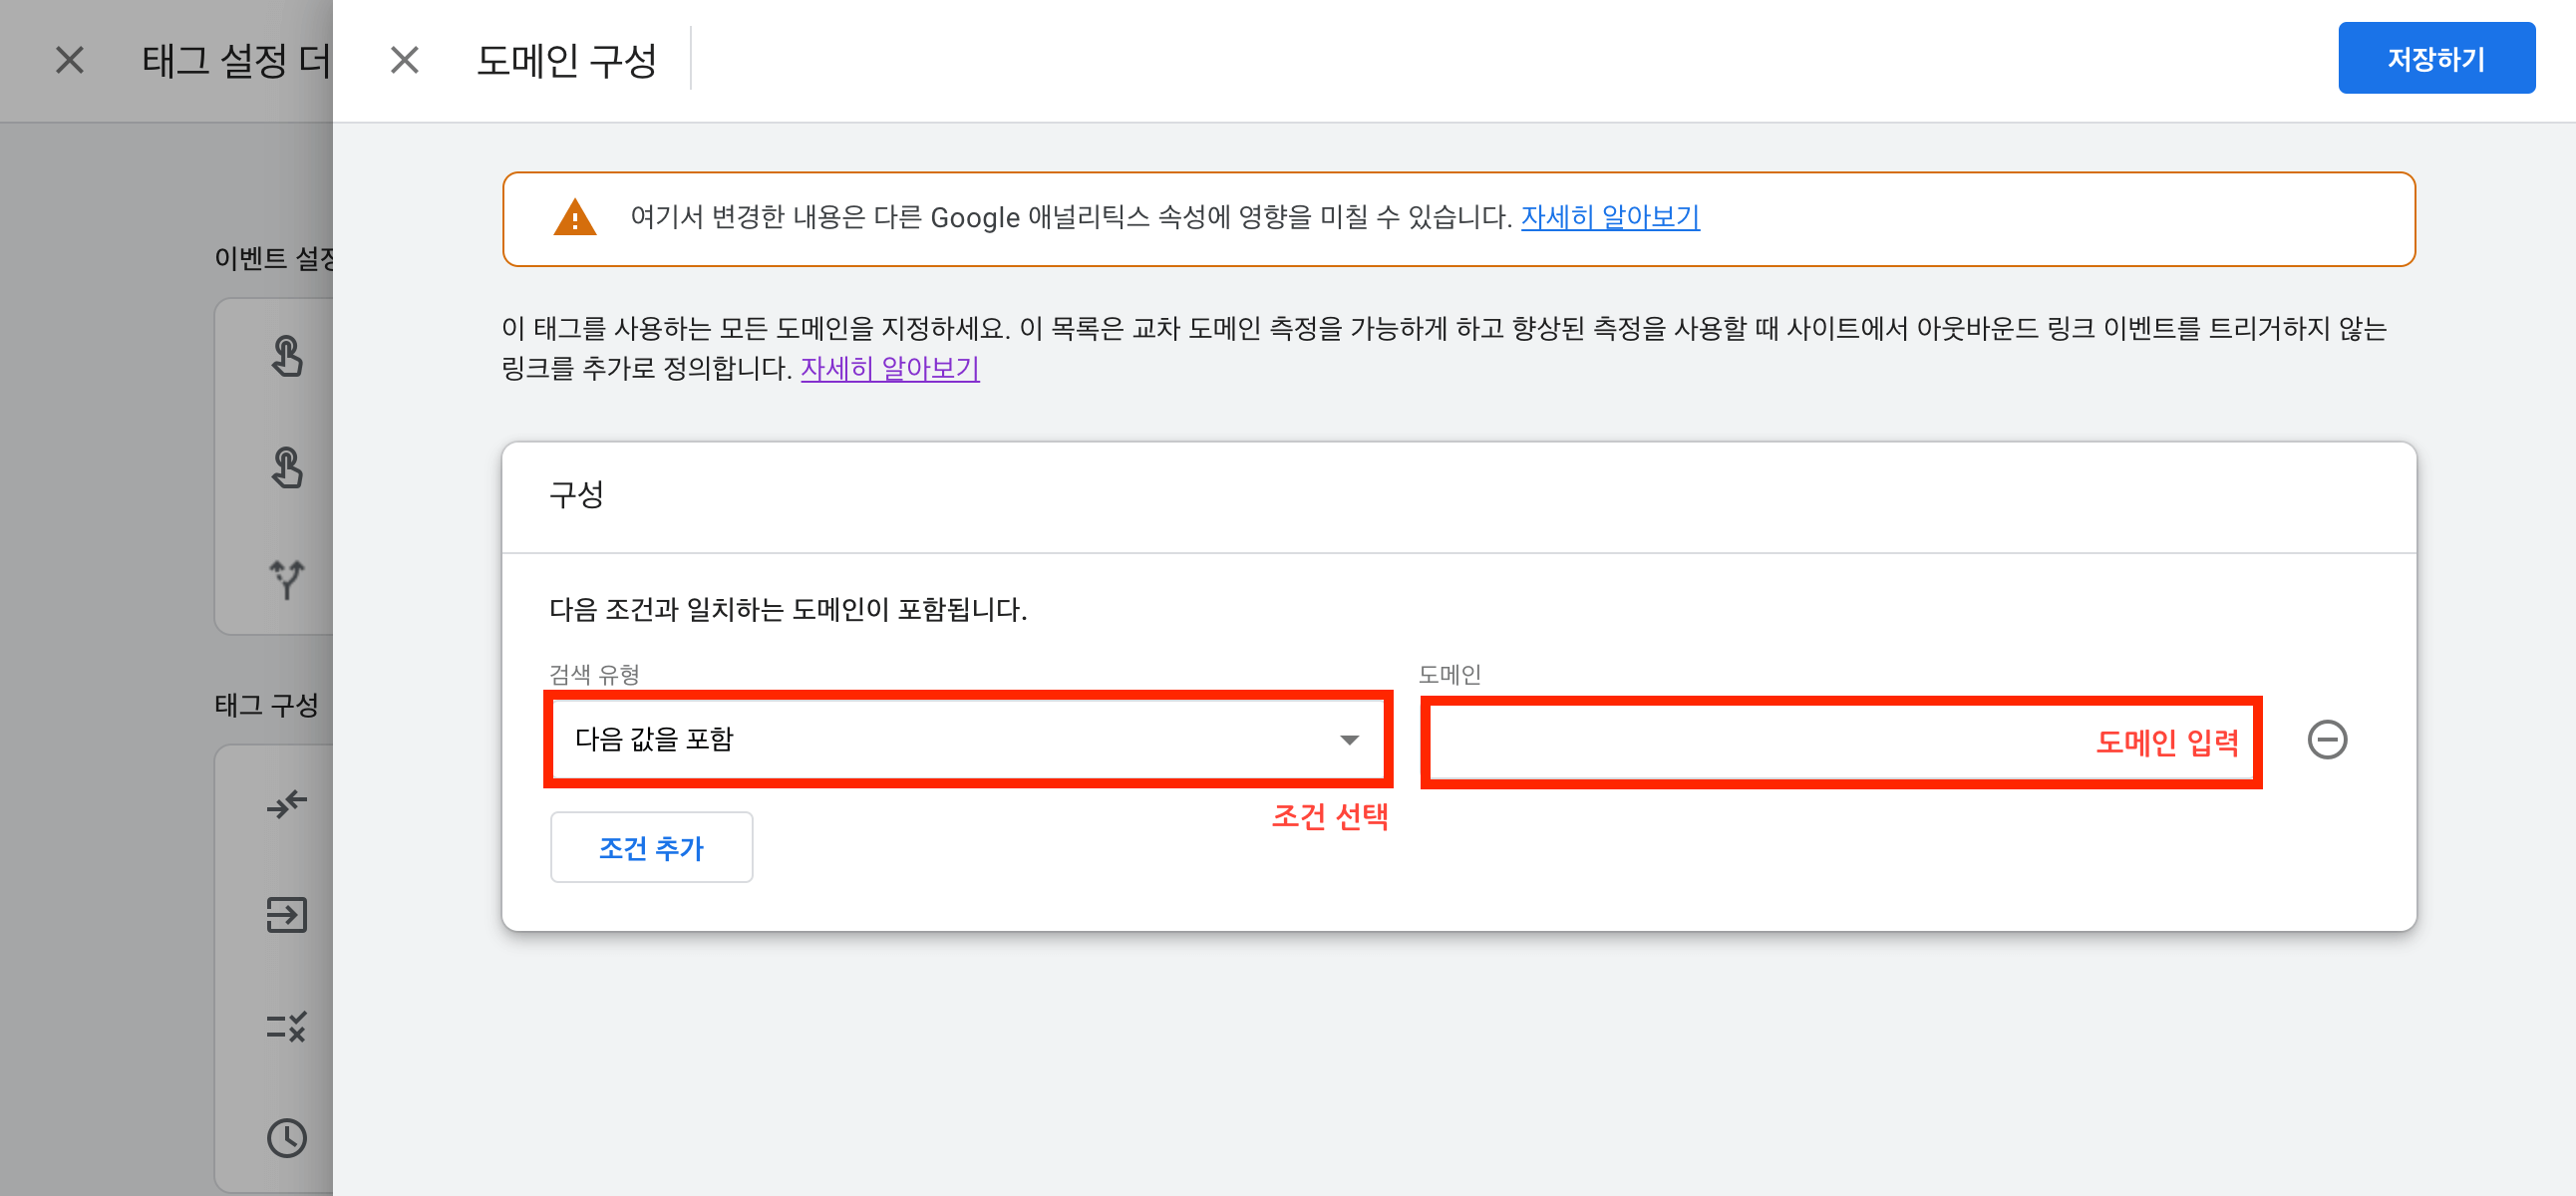 태그 설정 더
도메인 구성
저장하기
여기서 변경한 내용은 다른 Google 애널리틱스 속성에 영향을 미칠 수 있습니다. 자세히 알아보기
이벤트 설정
이 태그를 사용하는 모든 도메인을 지정하세요. 이 목록은 교차 도메인 측정을 가능하게 하고 향상된 측정을 사용할 때 사이트에서 아웃바운드 링크 이벤트를 트리거하지 않는
링크를 추가로 정의합니다. 자세히 알아보기
구성
다음 조건과 일치하는 도메인이 포함됩니다.
검색 유형
도메인
태그 구성
다음 값을 포함
도메인 입력
조건 선택
조건 추가